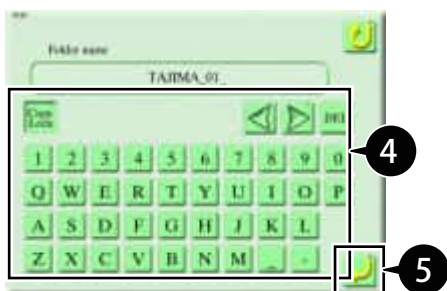 Folder name
TAJIMA_01_
Caps Lock DEL
1 2 3 4 5 6 7 8 9 0
Q W E R T Y U I O P
A S D F G H J K L
Z X C V B N M _ -
4
5